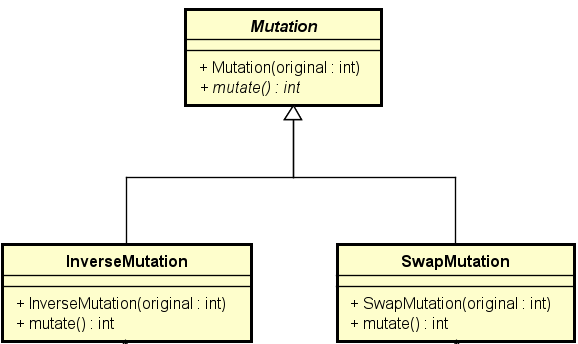 Mutation
+ Mutation(original : int)
+ mutate() : int
InverseMutation
+ InverseMutation(original : int)
+ mutate() : int
SwapMutation
+ SwapMutation(original : int)
+ mutate() : int